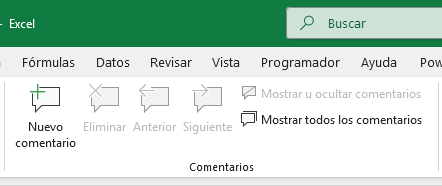 - Excel
Buscar
Fórmulas Datos Revisar Vista Programador Ayuda
Nuevo comentario
Eliminar
Anterior
Siguiente
Mostrar u ocultar comentarios
Mostrar todos los comentarios
Comentarios